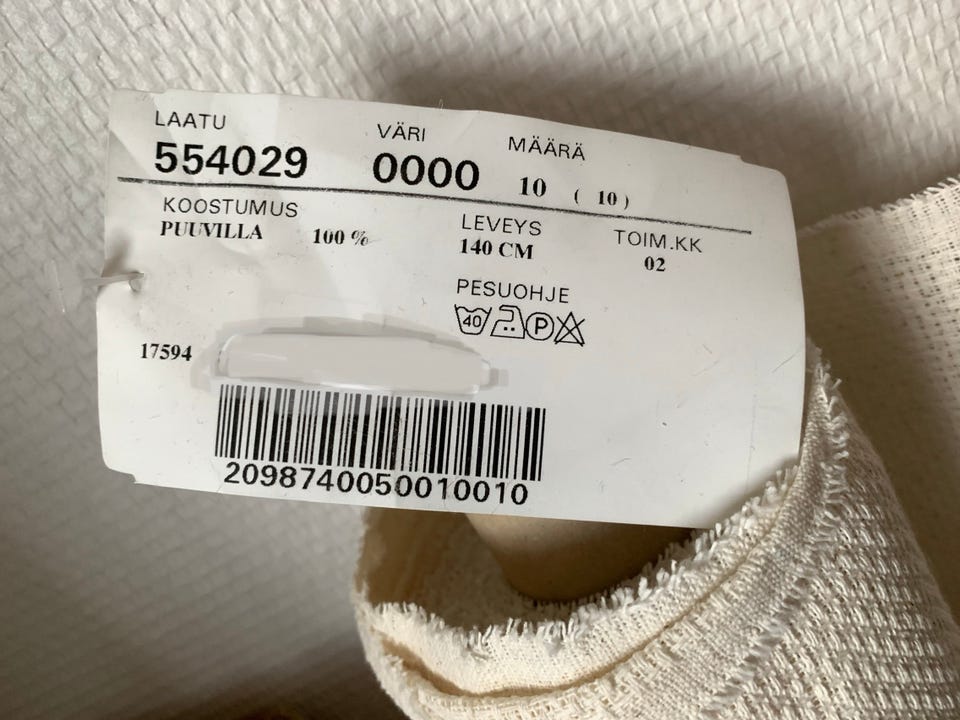 LAATU VÄRI MÄÄRÄ
554029 0000 10 ( 10 )
KOOSTUMUS LEVEYS TOIM.KK
PUUVILLA 100 % 140 CM 02
PESUOHJE
40 P
17594
2098740050010010